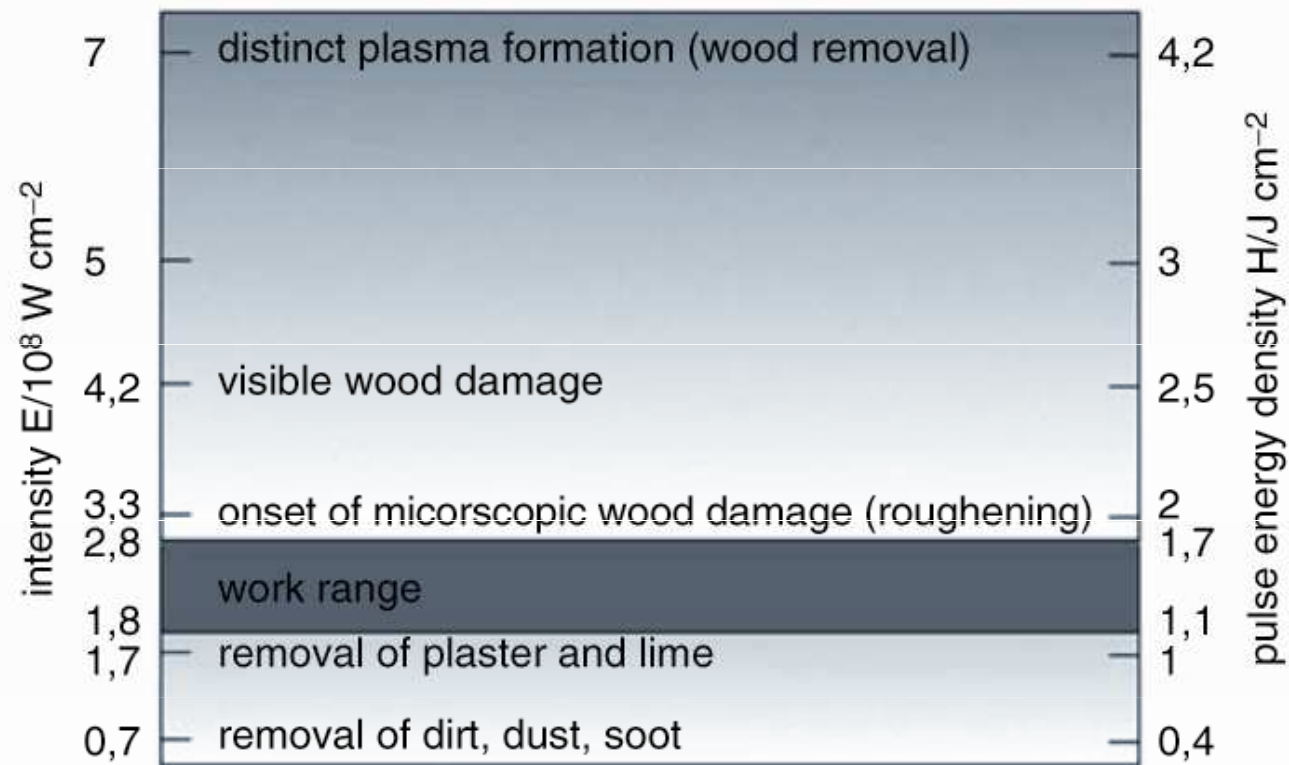 7 distinct plasma formation (wood removal) 4,2
5 3
4,2 visible wood damage 2,5
3,3 onset of micorscopic wood damage (roughening) 2
2,8 1,7
work range
1,8 1,1
1,7 removal of plaster and lime 1
0,7 removal of dirt, dust, soot 0,4
intensity E/10⁸ W cm⁻²
pulse energy density H/J cm⁻²